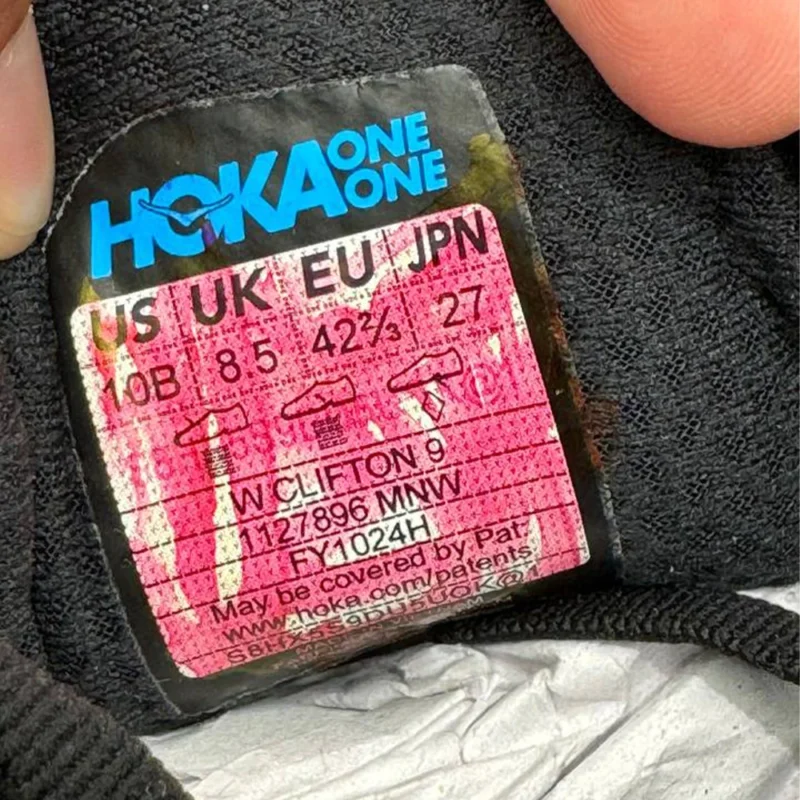 HOKA ONE ONE
US UK EU JPN
10B 8.5 42⅔ 27
W CLIFTON 9
1127896 MNW
FY1024H
May be covered by Pat.
www.hoka.com/patents